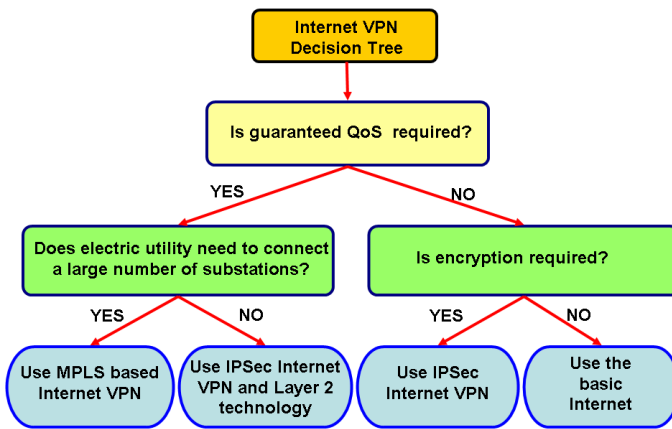 Internet VPN
Decision Tree
Is guaranteed QoS required?
YES
NO
Does electric utility need to connect
a large number of substations?
Is encryption required?
YES
NO
YES
NO
Use MPLS based
Internet VPN
Use IPSec Internet
VPN and Layer 2
technology
Use IPSec
Internet VPN
Use the
basic
Internet